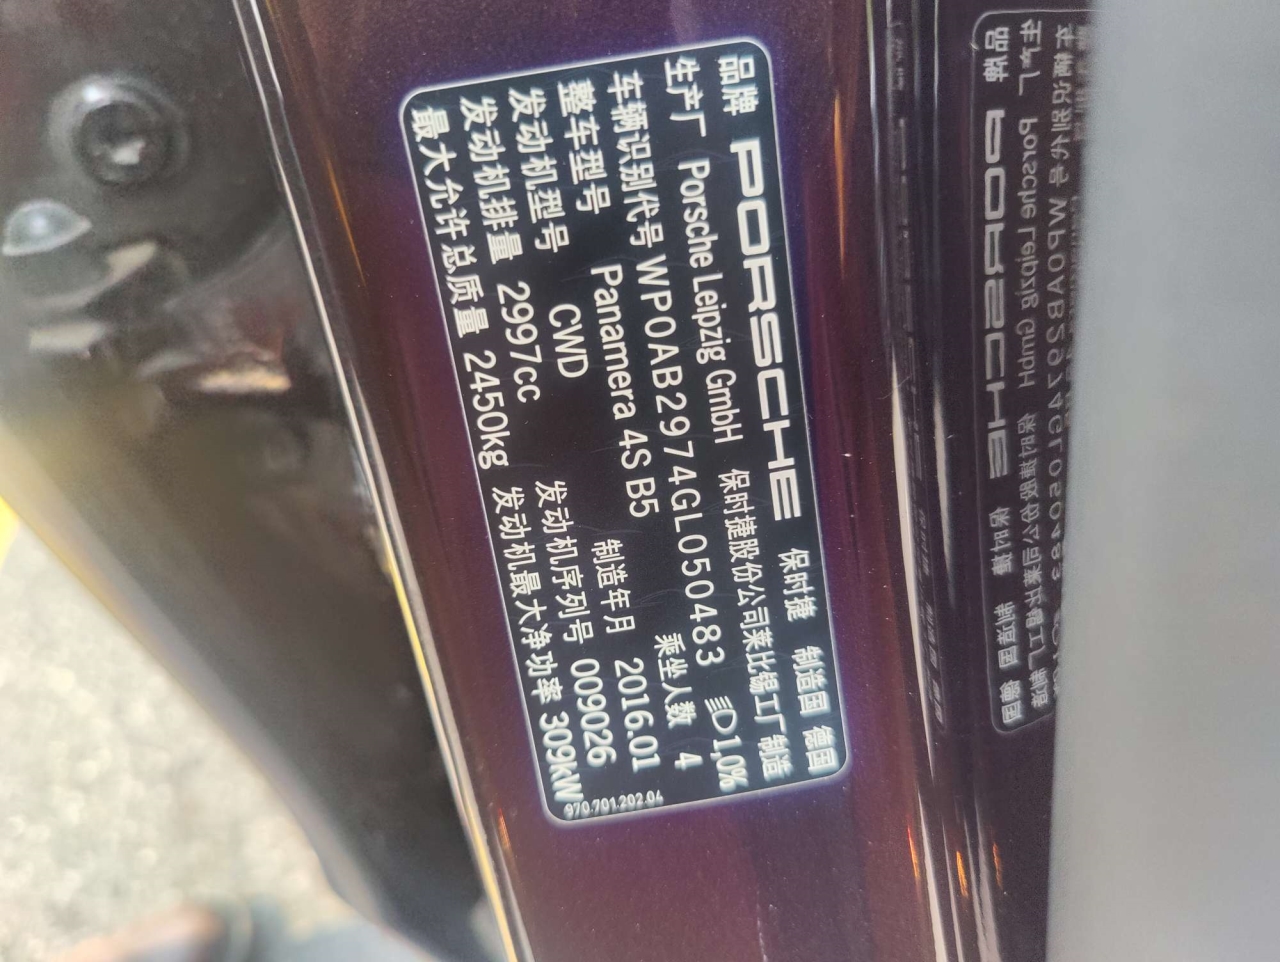 品牌 PORSCHE 保时捷 制造国 德国
生产厂 Porsche Leipzig GmbH 保时捷股份公司莱比锡工厂制造
车辆识别代号 WP0AB2974GL050483 1,0%
整车型号 Panamera 4S B5 乘坐人数 4
发动机型号 CWD 制造年月 2016.01
发动机排量 2997cc 发动机序列号 009026
最大允许总质量 2450kg 发动机最大净功率 309kW
970.701.202.04